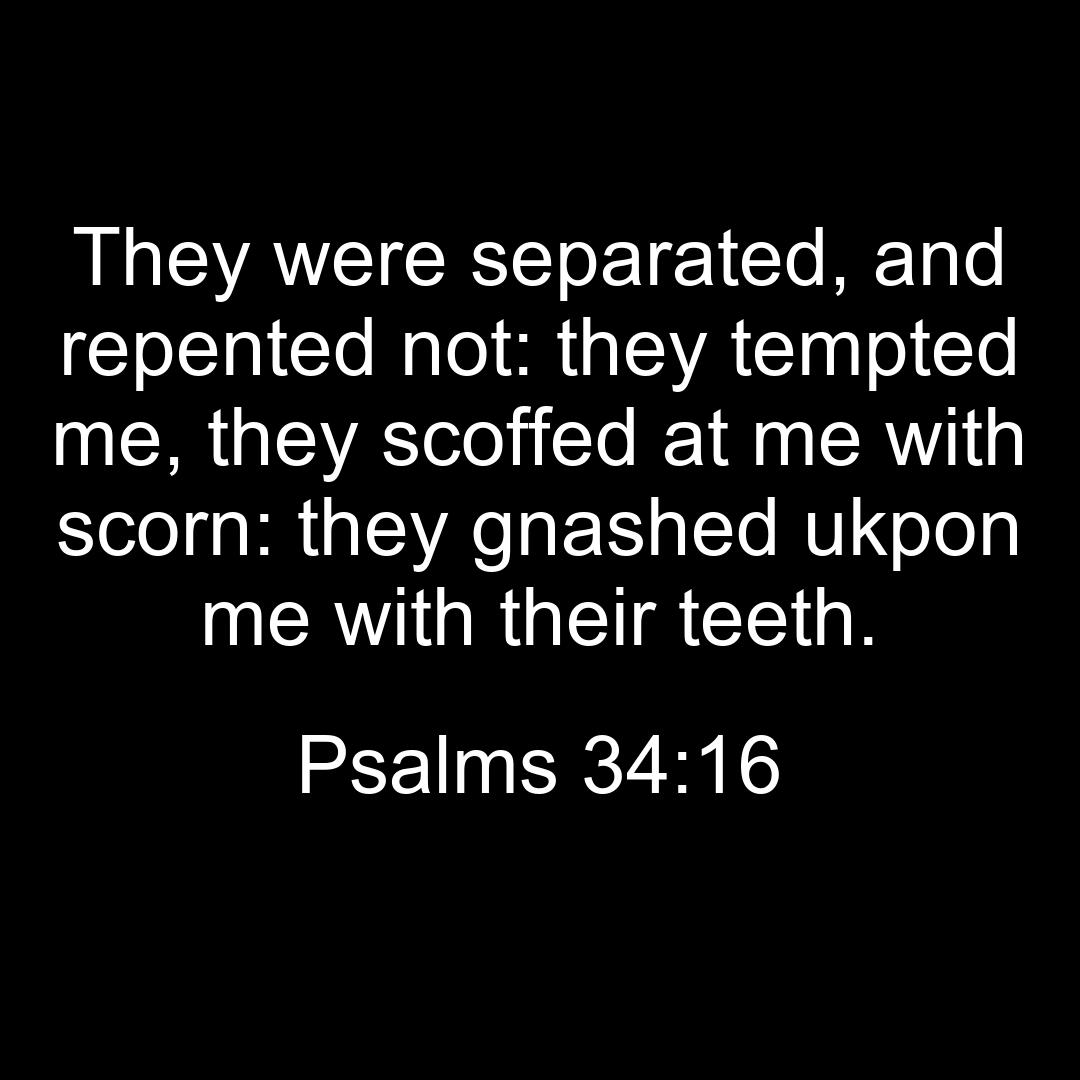 They were separated, and
repented not: they tempted
me, they scoffed at me with
scorn: they gnashed ukpon
me with their teeth.
Psalms 34:16